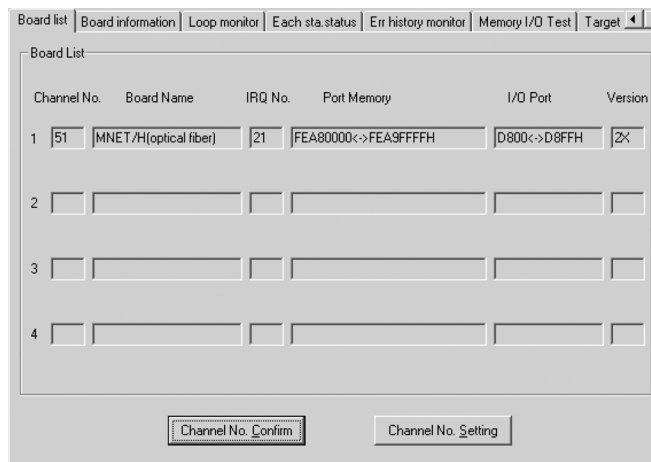 Board list Board information Loop monitor Each sta.status Err history monitor Memory I/O Test Target
Board List
Channel No. Board Name IRQ No. Port Memory I/O Port Version
1 51 MNET/H(optical fiber) 21 FEA80000<->FEA9FFFFH D800<->D8FFH 2X
2
3
4
Channel No. Confirm Channel No. Setting